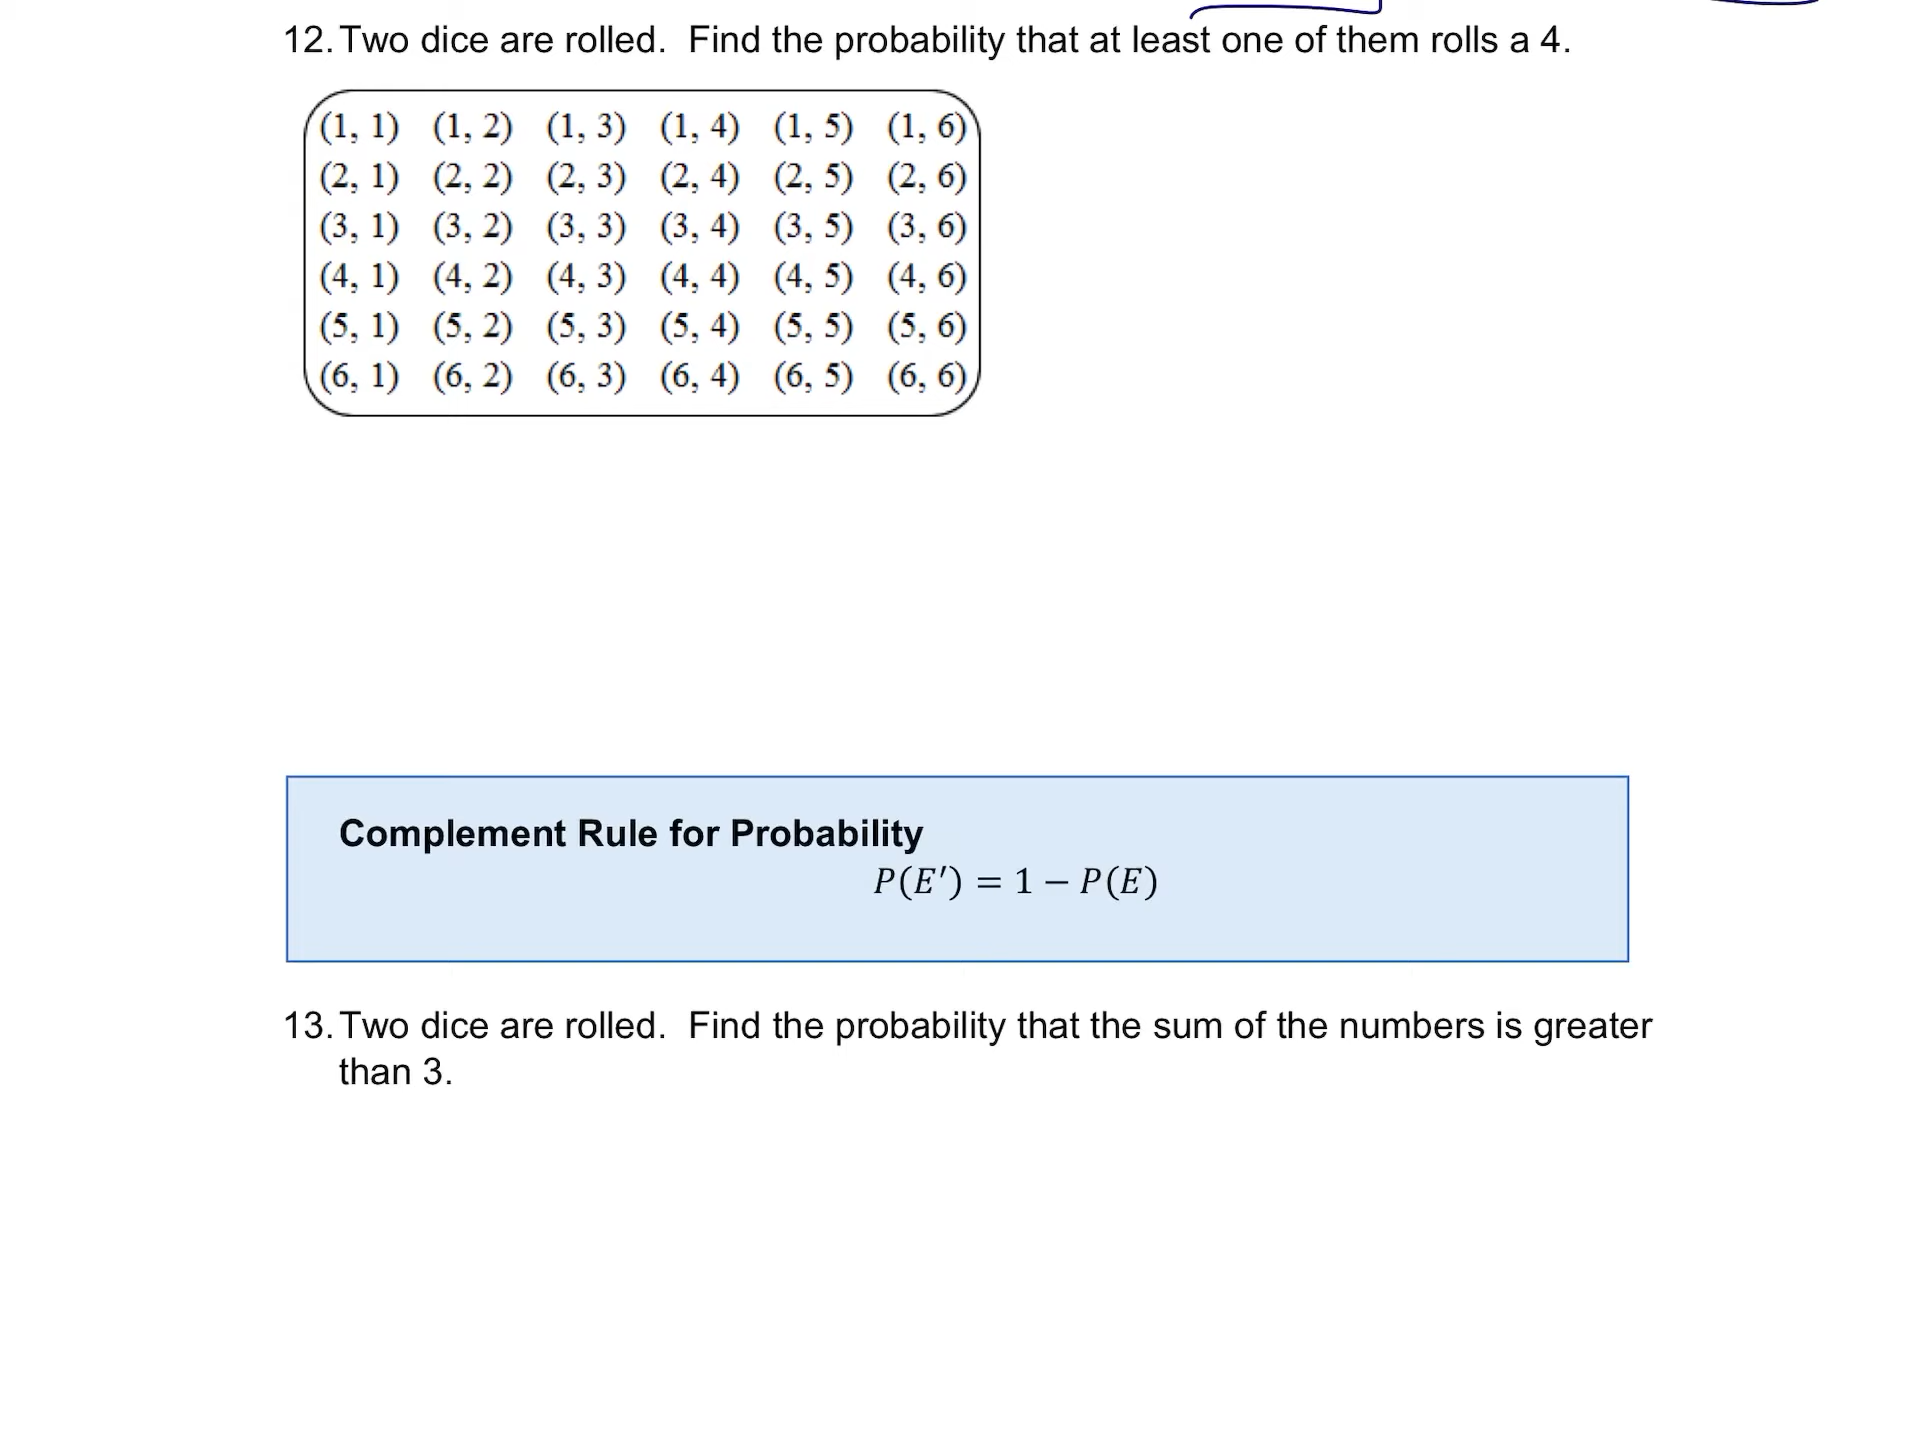 12. Two dice are rolled.  Find the probability that at least one of them rolls a 4.
(1, 1) (1, 2) (1, 3) (1, 4) (1, 5) (1, 6)
(2, 1) (2, 2) (2, 3) (2, 4) (2, 5) (2, 6)
(3, 1) (3, 2) (3, 3) (3, 4) (3, 5) (3, 6)
(4, 1) (4, 2) (4, 3) (4, 4) (4, 5) (4, 6)
(5, 1) (5, 2) (5, 3) (5, 4) (5, 5) (5, 6)
(6, 1) (6, 2) (6, 3) (6, 4) (6, 5) (6, 6)
Complement Rule for Probability
P(E′) = 1 − P(E)
13. Two dice are rolled.  Find the probability that the sum of the numbers is greater
than 3.